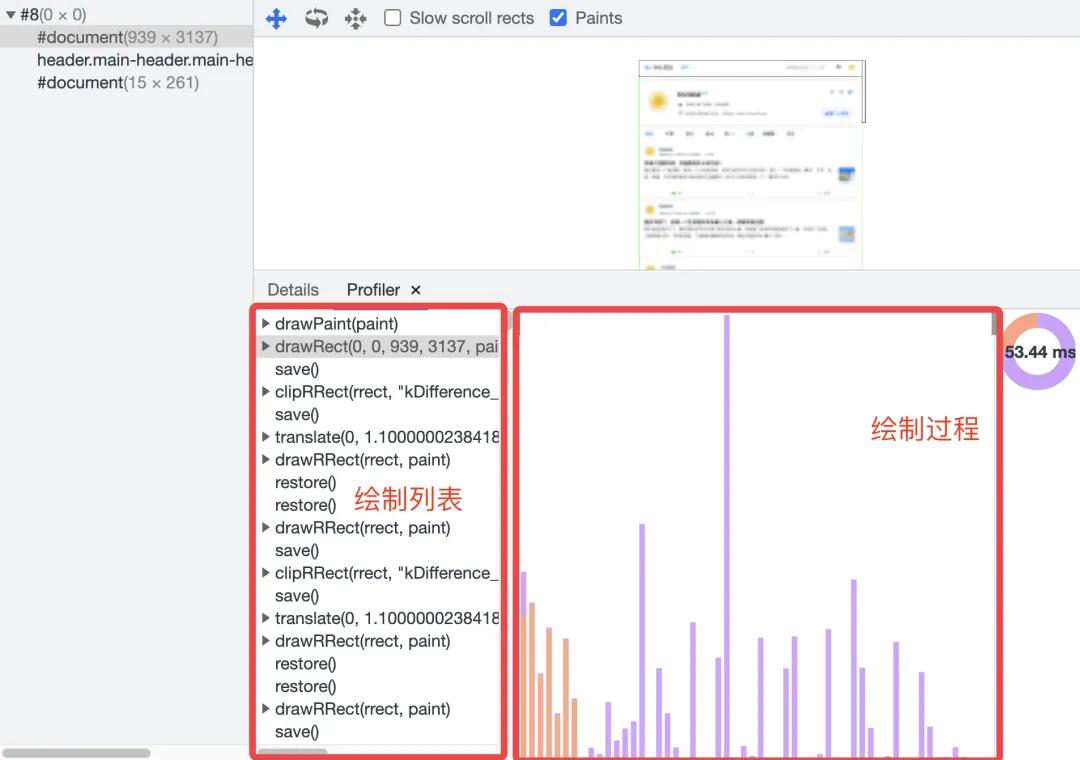 #8(0 × 0)
#document(939 × 3137)
header.main-header.main-he
#document(15 × 261)
Slow scroll rects
Paints
Details
Profiler ×
drawPaint(paint)
drawRect(0, 0, 939, 3137, pai
save()
clipRRect(rrect, "kDifference_
save()
translate(0, 1.1000000238418
drawRRect(rrect, paint)
restore()
restore()
绘制列表
drawRRect(rrect, paint)
save()
clipRRect(rrect, "kDifference_
save()
translate(0, 1.1000000238418
drawRRect(rrect, paint)
restore()
restore()
drawRRect(rrect, paint)
save()
绘制过程
53.44 ms